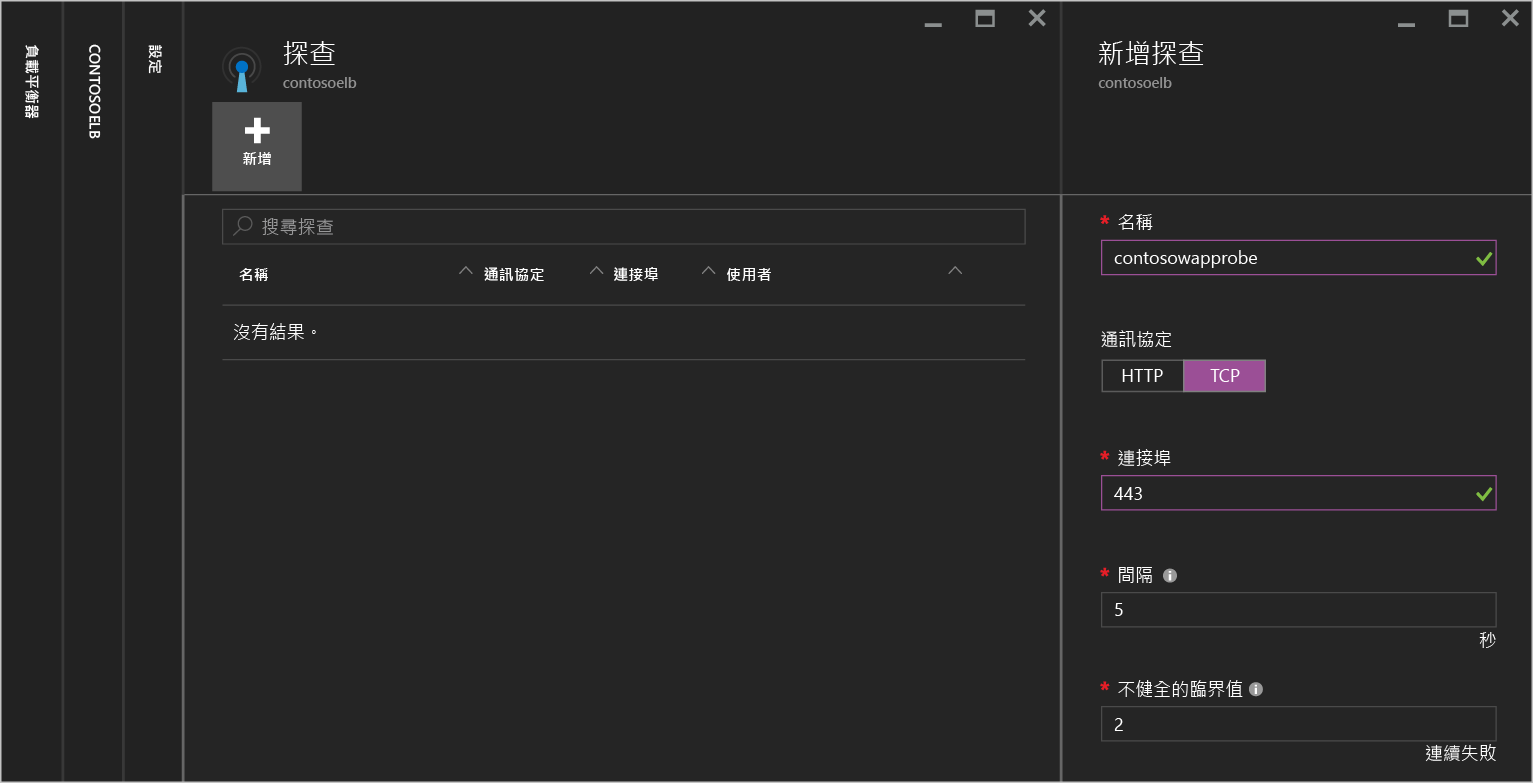 負載平衡器
CONTOSOELB
設定
探查
contosoelb
新增
搜尋探查
名稱 通訊協定 連接埠 使用者
沒有結果。
新增探查
contosoelb
* 名稱
contosowapprobe
通訊協定
HTTP TCP
* 連接埠
443
* 間隔
5
秒
* 不健全的臨界值
2
連續失敗